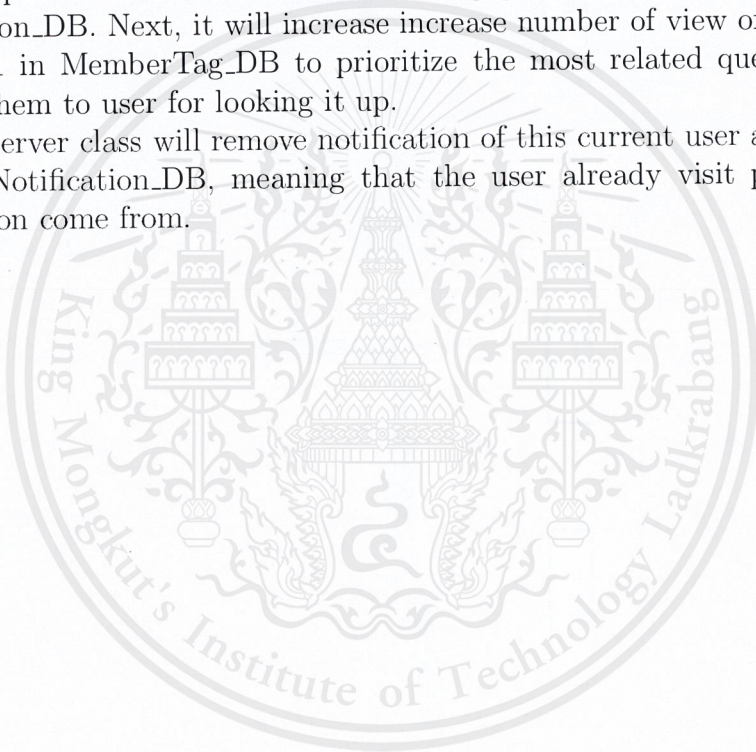 on_DB. Next, it will increase increase number of view o
in MemberTag_DB to prioritize the most related que
hem to user for looking it up.
erver class will remove notification of this current user a
Notification_DB, meaning that the user already visit p
on come from.
King Mongkut's Institute of Technology Ladkrabang